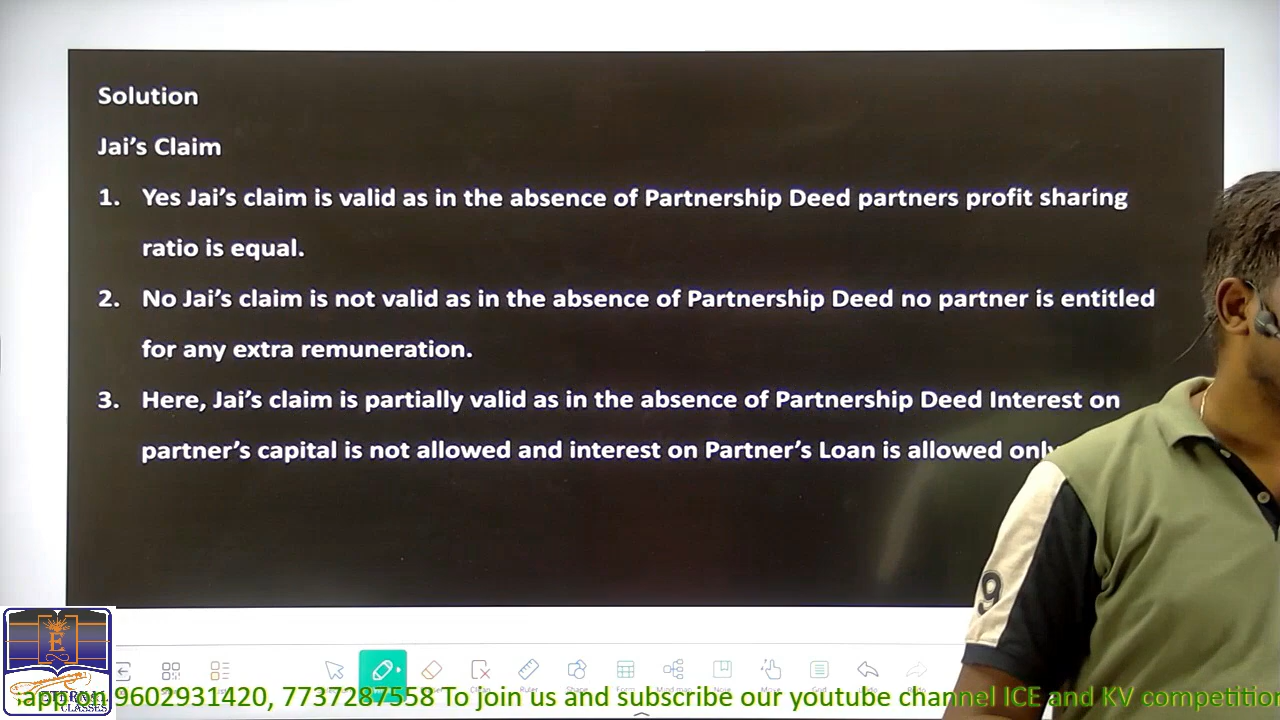 Solution
Jai's Claim
1. Yes Jai's claim is valid as in the absence of Partnership Deed partners profit sharing
ratio is equal.
2. No Jai's claim is not valid as in the absence of Partnership Deed no partner is entitled
for any extra remuneration.
3. Here, Jai's claim is partially valid as in the absence of Partnership Deed Interest on
partner's capital is not allowed and interest on Partner's Loan is allowed only
9
E
CLASSES
9602931420, 7737287558 To join us and subscribe our youtube channel ICE and KV